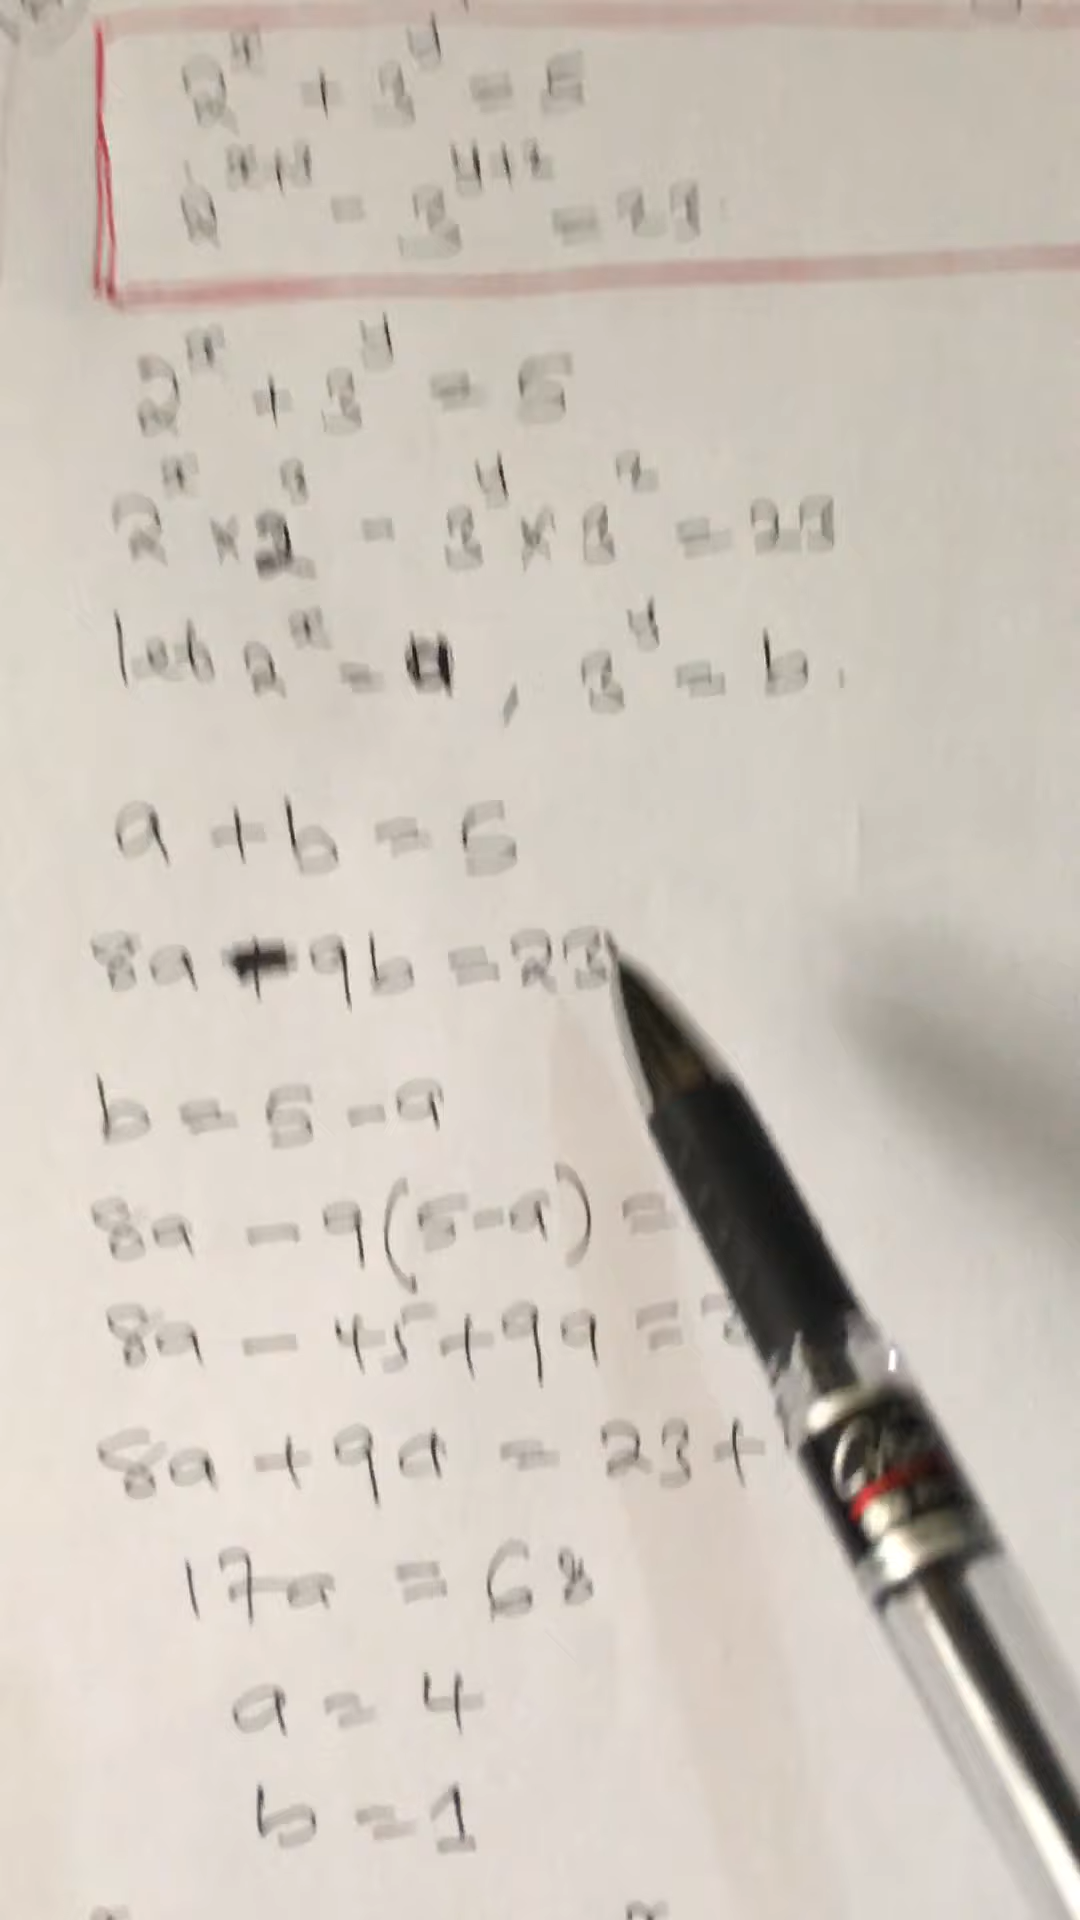 2^x + 3^y = 5
2^x+3 - 3^y+2 = 23
2^x + 3^y = 5
2^x × 2^3 - 3^y × 3^2 = 23
let 2^x = a , 3^y = b.
a + b = 5
8a - 9b = 23
b = 5 - a
8a - 9(5-a) =
8a - 45 + 9a = 2
8a + 9a = 23 +
17a = 68
a = 4
b = 1